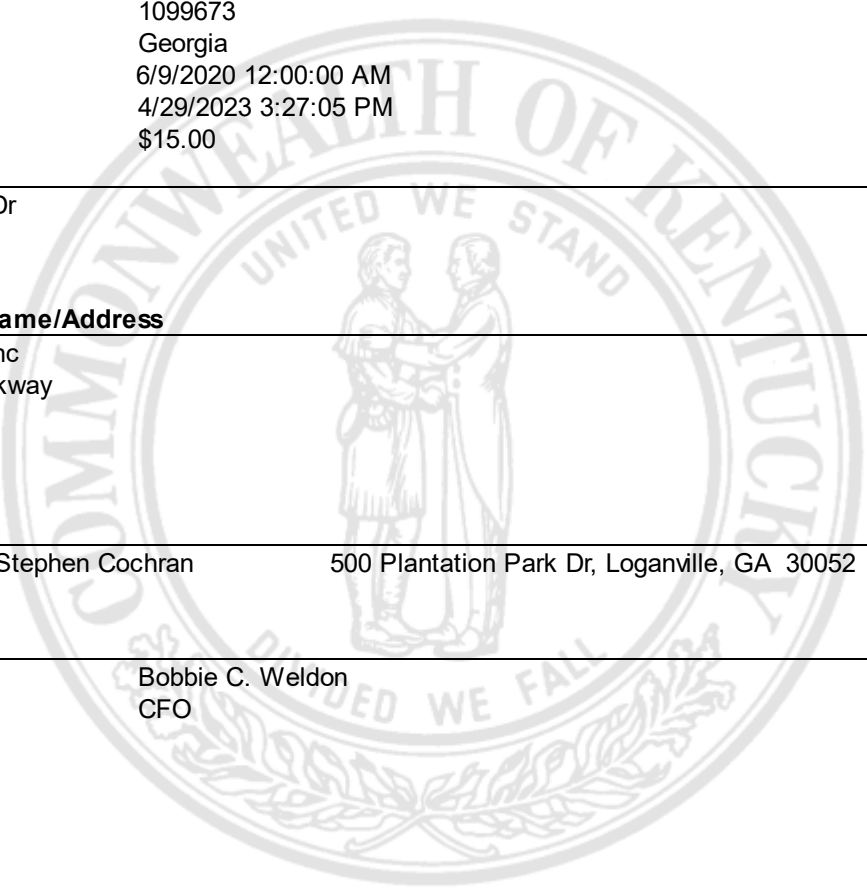 1099673
Georgia
6/9/2020 12:00:00 AM
4/29/2023 3:27:05 PM
$15.00
Dr
ame/Address
nc
kway
Stephen Cochran 500 Plantation Park Dr, Loganville, GA 30052
Bobbie C. Weldon
CFO
COMMONWEALTH OF KENTUCKY
UNITED WE STAND
DIVIDED WE FALL